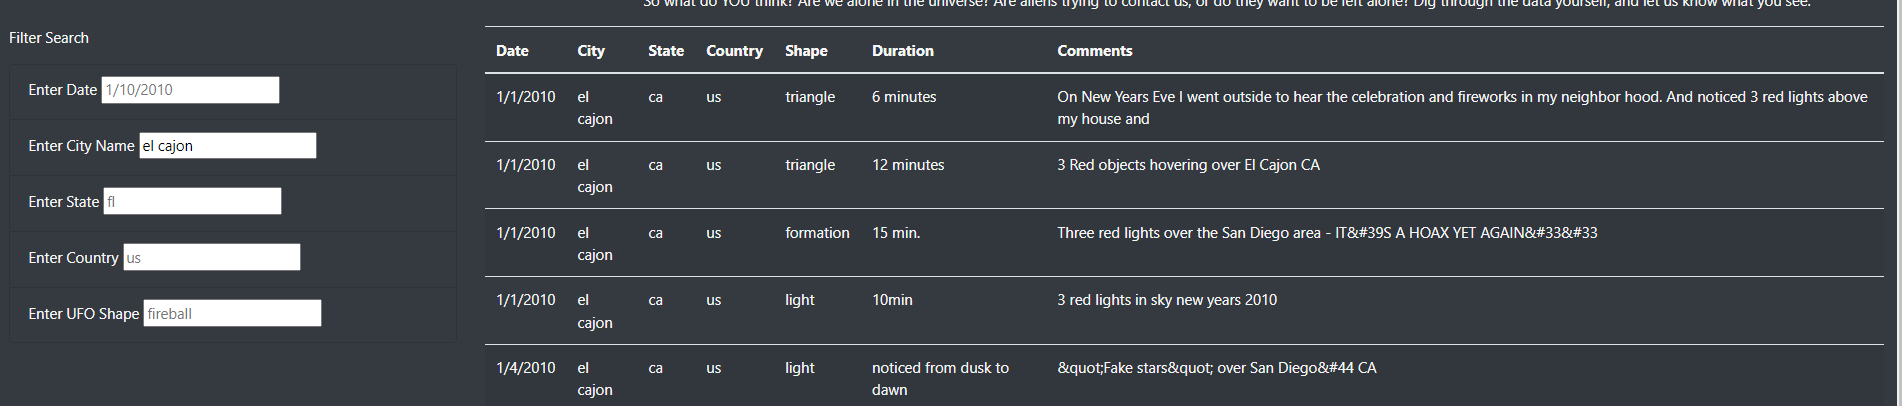 So what do YOU think? Are we alone in the universe? Are aliens trying to contact us, or do they want to be left alone? Dig through the data yourself, and let us know what you see.
Filter Search
Enter Date 1/10/2010
Enter City Name el cajon
Enter State fl
Enter Country us
Enter UFO Shape fireball
Date City State Country Shape Duration Comments
1/1/2010 el ca us triangle 6 minutes On New Years Eve I went outside to hear the celebration and fireworks in my neighbor hood. And noticed 3 red lights above
cajon my house and
1/1/2010 el ca us triangle 12 minutes 3 Red objects hovering over El Cajon CA
cajon
1/1/2010 el ca us formation 15 min. Three red lights over the San Diego area - IT&#39S A HOAX YET AGAIN&#33&#33
cajon
1/1/2010 el ca us light 10min 3 red lights in sky new years 2010
cajon
1/4/2010 el ca us light noticed from dusk to &quot;Fake stars&quot; over San Diego&#44 CA
cajon dawn